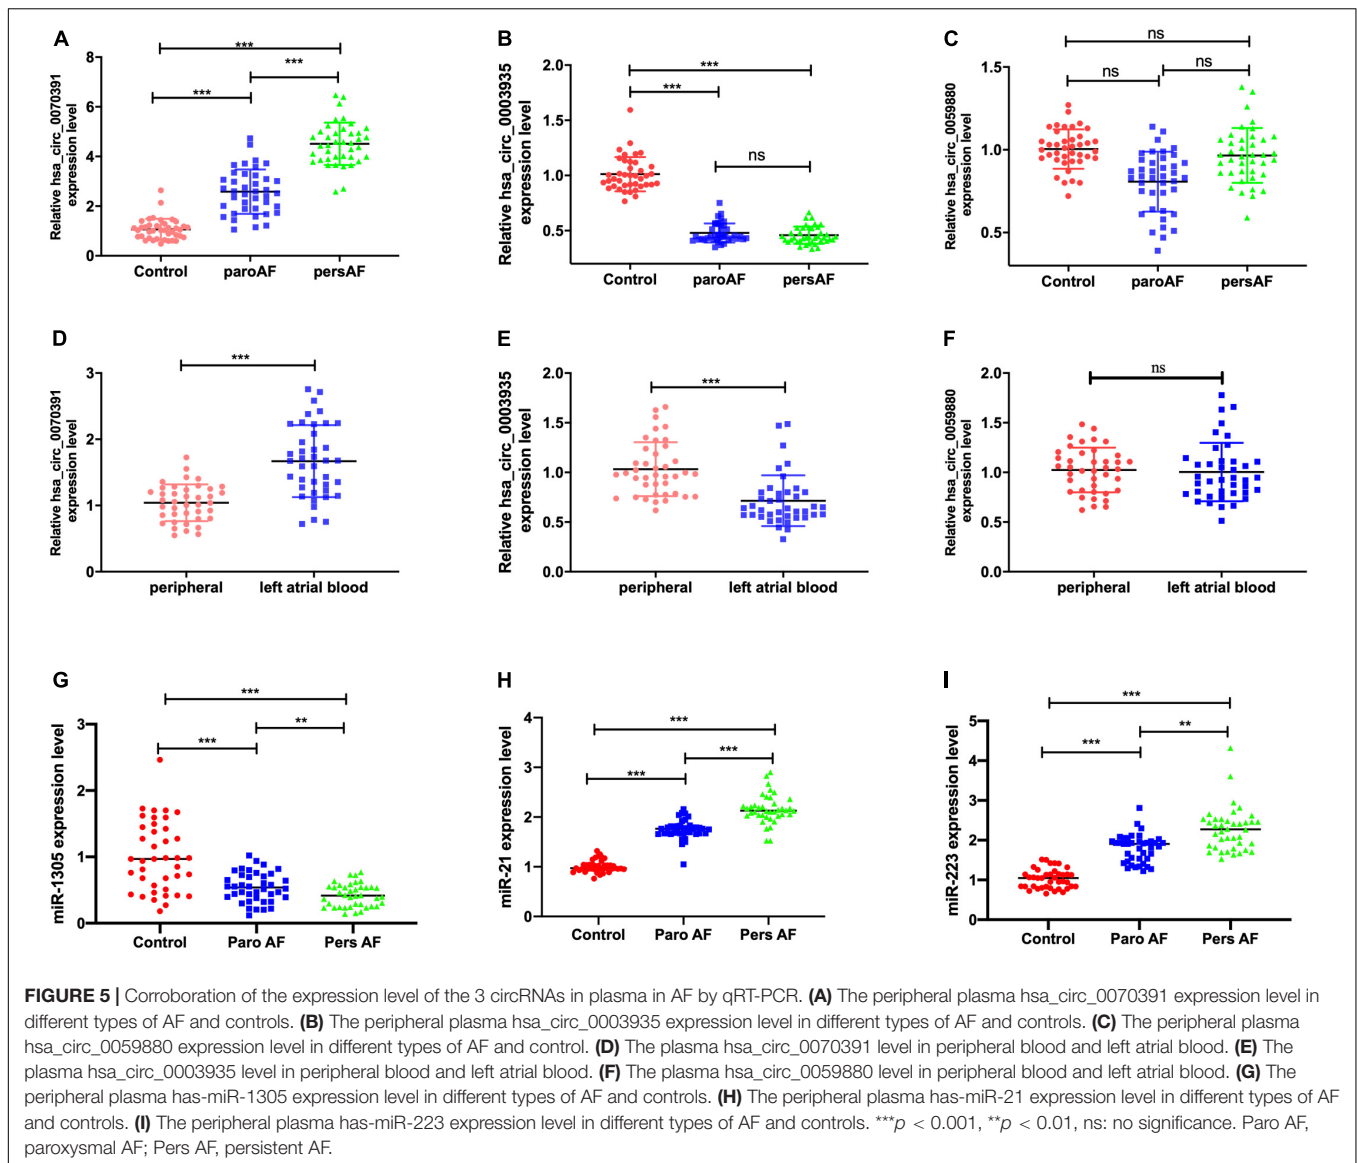 A
Relative hsa_circ_0070391
expression level
8
6
4
2
0
***
***
***
Control
paroAF
persAF
B
Relative hsa_circ_0003935
expression level
2.0
1.5
1.0
0.5
***
***
ns
Control
paroAF
persAF
C
Relative hsa_circ_0059880
expression level
1.5
1.0
0.5
ns
ns
ns
Control
paroAF
persAF
D
Relative hsa_circ_0070391
expression level
3
2
1
0
***
peripheral
left atrial blood
E
Relative hsa_circ_0003935
expression level
2.0
1.5
1.0
0.5
0.0
***
peripheral
left atrial blood
F
Relative hsa_circ_0059880
expression level
2.0
1.5
1.0
0.5
0.0
ns
peripheral
left atrial blood
G
miR-1305 expression level
3
2
1
0
***
**
***
Control
Paro AF
Pers AF
H
miR-21 expression level
4
3
2
1
0
***
***
***
Control
Paro AF
Pers AF
I
miR-223 expression level
5
4
3
2
1
0
***
**
***
Control
Paro AF
Pers AF
FIGURE 5 | Corroboration of the expression level of the 3 circRNAs in plasma in AF by qRT-PCR. (A) The peripheral plasma hsa_circ_0070391 expression level in
different types of AF and controls. (B) The peripheral plasma hsa_circ_0003935 expression level in different types of AF and controls. (C) The peripheral plasma
hsa_circ_0059880 expression level in different types of AF and control. (D) The plasma hsa_circ_0070391 level in peripheral blood and left atrial blood. (E) The
plasma hsa_circ_0003935 level in peripheral blood and left atrial blood. (F) The plasma hsa_circ_0059880 level in peripheral blood and left atrial blood. (G) The
peripheral plasma has-miR-1305 expression level in different types of AF and controls. (H) The peripheral plasma has-miR-21 expression level in different types of AF
and controls. (I) The peripheral plasma has-miR-223 expression level in different types of AF and controls. ***p < 0.001, **p < 0.01, ns: no significance. Paro AF,
paroxysmal AF; Pers AF, persistent AF.